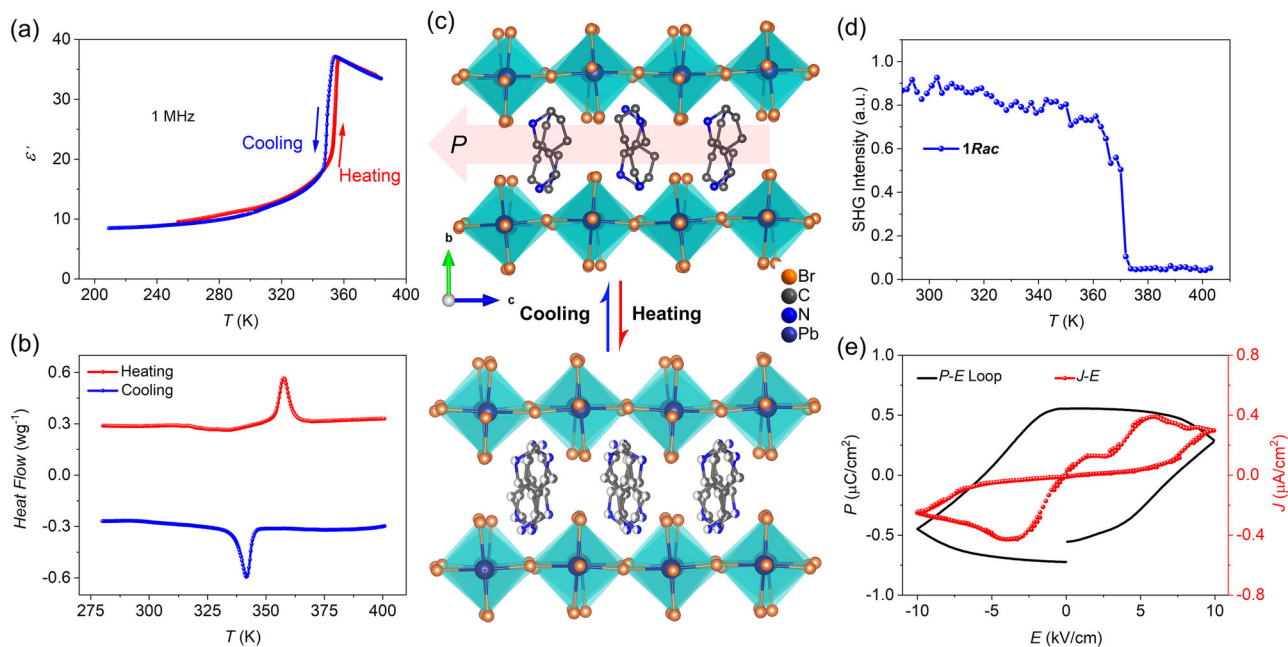 (a)
40
30
20
10
0
ε'
1 MHz
Cooling
Heating
200
240
280
320
360
400
T (K)
(b)
Heating
Cooling
0.6
0.3
0.0
-0.3
-0.6
Heat Flow (wg⁻¹)
275
300
325
350
375
400
T (K)
(c)
P
b
c
Cooling
Heating
Br
C
N
Pb
(d)
SHG Intensity (a.u.)
1.0
0.8
0.6
0.4
0.2
0.0
1Rac
300
320
340
360
380
400
T (K)
(e)
P-E Loop
J-E
P (μC/cm²)
1.0
0.5
0.0
-0.5
-1.0
J (μA/cm²)
0.8
0.4
0.0
-0.4
-0.8
-10
-5
0
5
10
E (kV/cm)